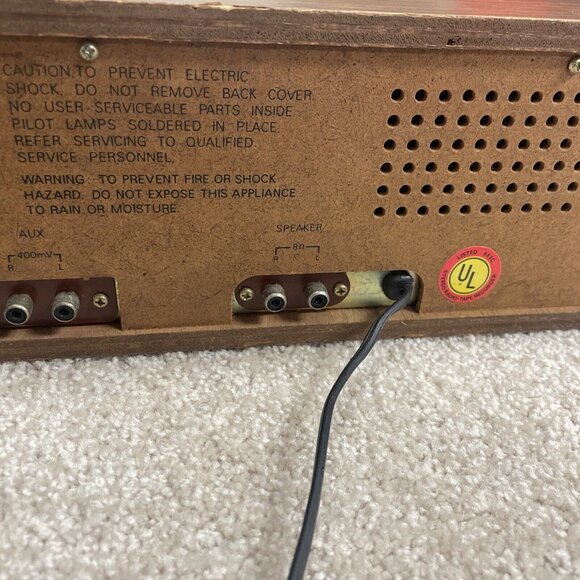 CAUTION, TO PREVENT ELECTRIC
SHOCK, DO NOT REMOVE BACK COVER.
NO USER-SERVICEABLE PARTS INSIDE
PILOT LAMPS SOLDERED IN PLACE,
REFER SERVICING TO QUALIFIED
SERVICE PERSONNEL.
WARNING: TO PREVENT FIRE OR SHOCK
HAZARD, DO NOT EXPOSE THIS APPLIANCE
TO RAIN OR MOISTURE.
AUX
400mV
R L
SPEAKER
8Ω
R L
LISTED
UL